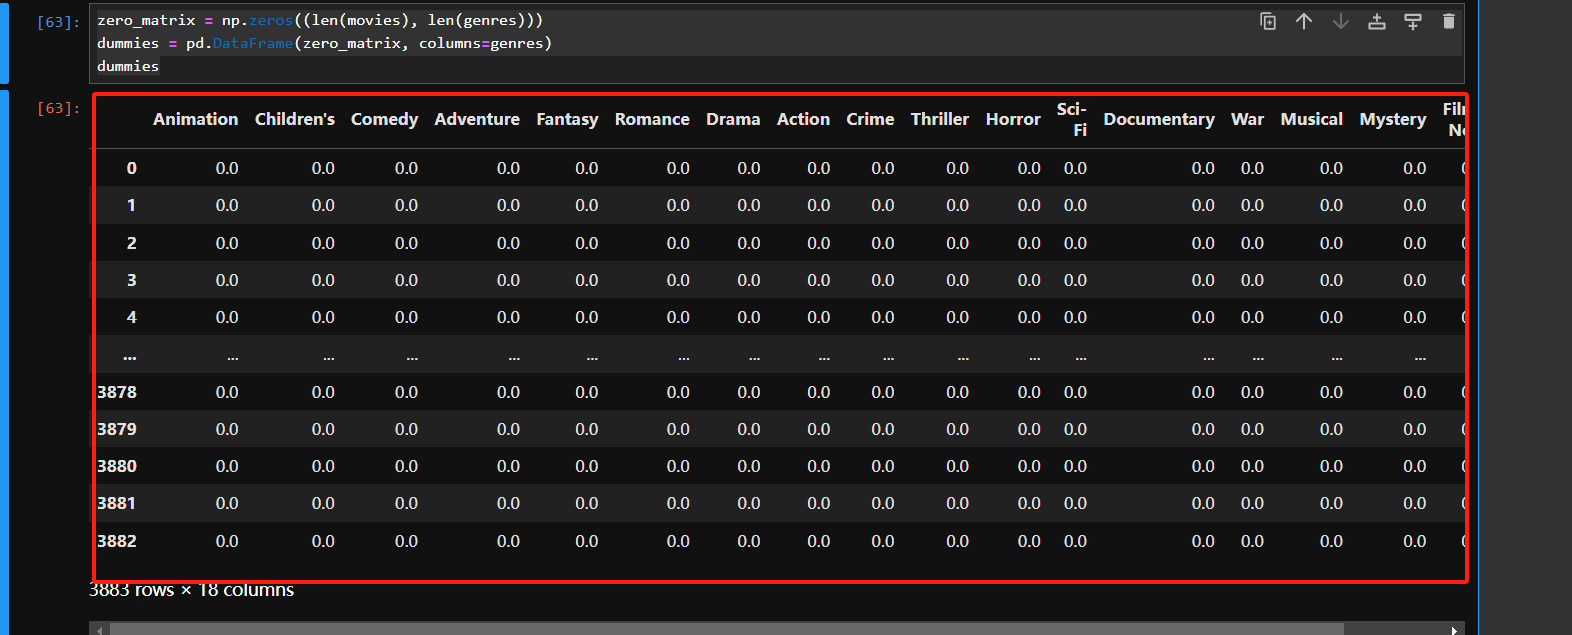 [63]: zero_matrix = np.zeros((len(movies), len(genres)))
dummies = pd.DataFrame(zero_matrix, columns=genres)
dummies
[63]:
Animation Children's Comedy Adventure Fantasy Romance Drama Action Crime Thriller Horror Sci-Fi Documentary War Musical Mystery
0 0.0 0.0 0.0 0.0 0.0 0.0 0.0 0.0 0.0 0.0 0.0 0.0 0.0 0.0 0.0 0.0
1 0.0 0.0 0.0 0.0 0.0 0.0 0.0 0.0 0.0 0.0 0.0 0.0 0.0 0.0 0.0 0.0
2 0.0 0.0 0.0 0.0 0.0 0.0 0.0 0.0 0.0 0.0 0.0 0.0 0.0 0.0 0.0 0.0
3 0.0 0.0 0.0 0.0 0.0 0.0 0.0 0.0 0.0 0.0 0.0 0.0 0.0 0.0 0.0 0.0
4 0.0 0.0 0.0 0.0 0.0 0.0 0.0 0.0 0.0 0.0 0.0 0.0 0.0 0.0 0.0 0.0
... ... ... ... ... ... ... ... ... ... ... ... ... ... ... ... ...
3878 0.0 0.0 0.0 0.0 0.0 0.0 0.0 0.0 0.0 0.0 0.0 0.0 0.0 0.0 0.0 0.0
3879 0.0 0.0 0.0 0.0 0.0 0.0 0.0 0.0 0.0 0.0 0.0 0.0 0.0 0.0 0.0 0.0
3880 0.0 0.0 0.0 0.0 0.0 0.0 0.0 0.0 0.0 0.0 0.0 0.0 0.0 0.0 0.0 0.0
3881 0.0 0.0 0.0 0.0 0.0 0.0 0.0 0.0 0.0 0.0 0.0 0.0 0.0 0.0 0.0 0.0
3882 0.0 0.0 0.0 0.0 0.0 0.0 0.0 0.0 0.0 0.0 0.0 0.0 0.0 0.0 0.0 0.0
3883 rows × 18 columns